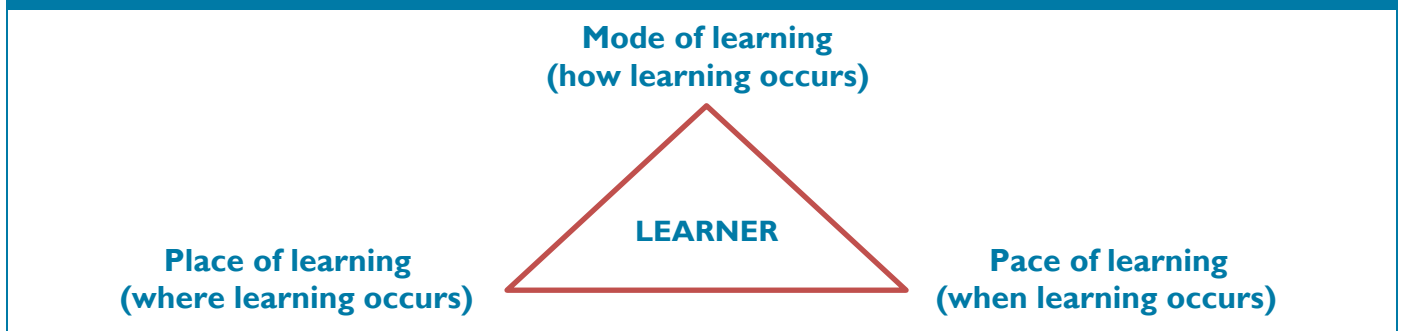 Mode of learning
(how learning occurs)
LEARNER
Place of learning
(where learning occurs)
Pace of learning
(when learning occurs)